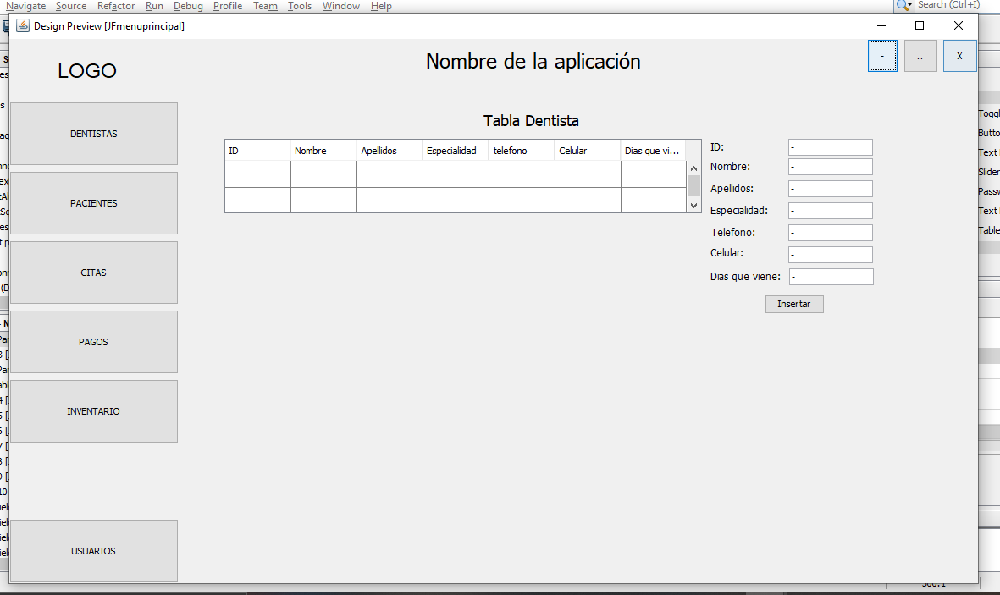 Navigate Source Refactor Run Debug Profile Team Tools Window Help
Search (Ctrl+I)
Design Preview [JFmenuprincipal]
LOGO
Nombre de la aplicación
-
..
X
DENTISTAS
PACIENTES
CITAS
PAGOS
INVENTARIO
USUARIOS
Tabla Dentista
ID Nombre Apellidos Especialidad telefono Celular Dias que vi...
ID: -
Nombre: -
Apellidos: -
Especialidad: -
Telefono: -
Celular: -
Dias que viene: -
Insertar
Togg
Butto
Text
Slider
Passw
Text
Table